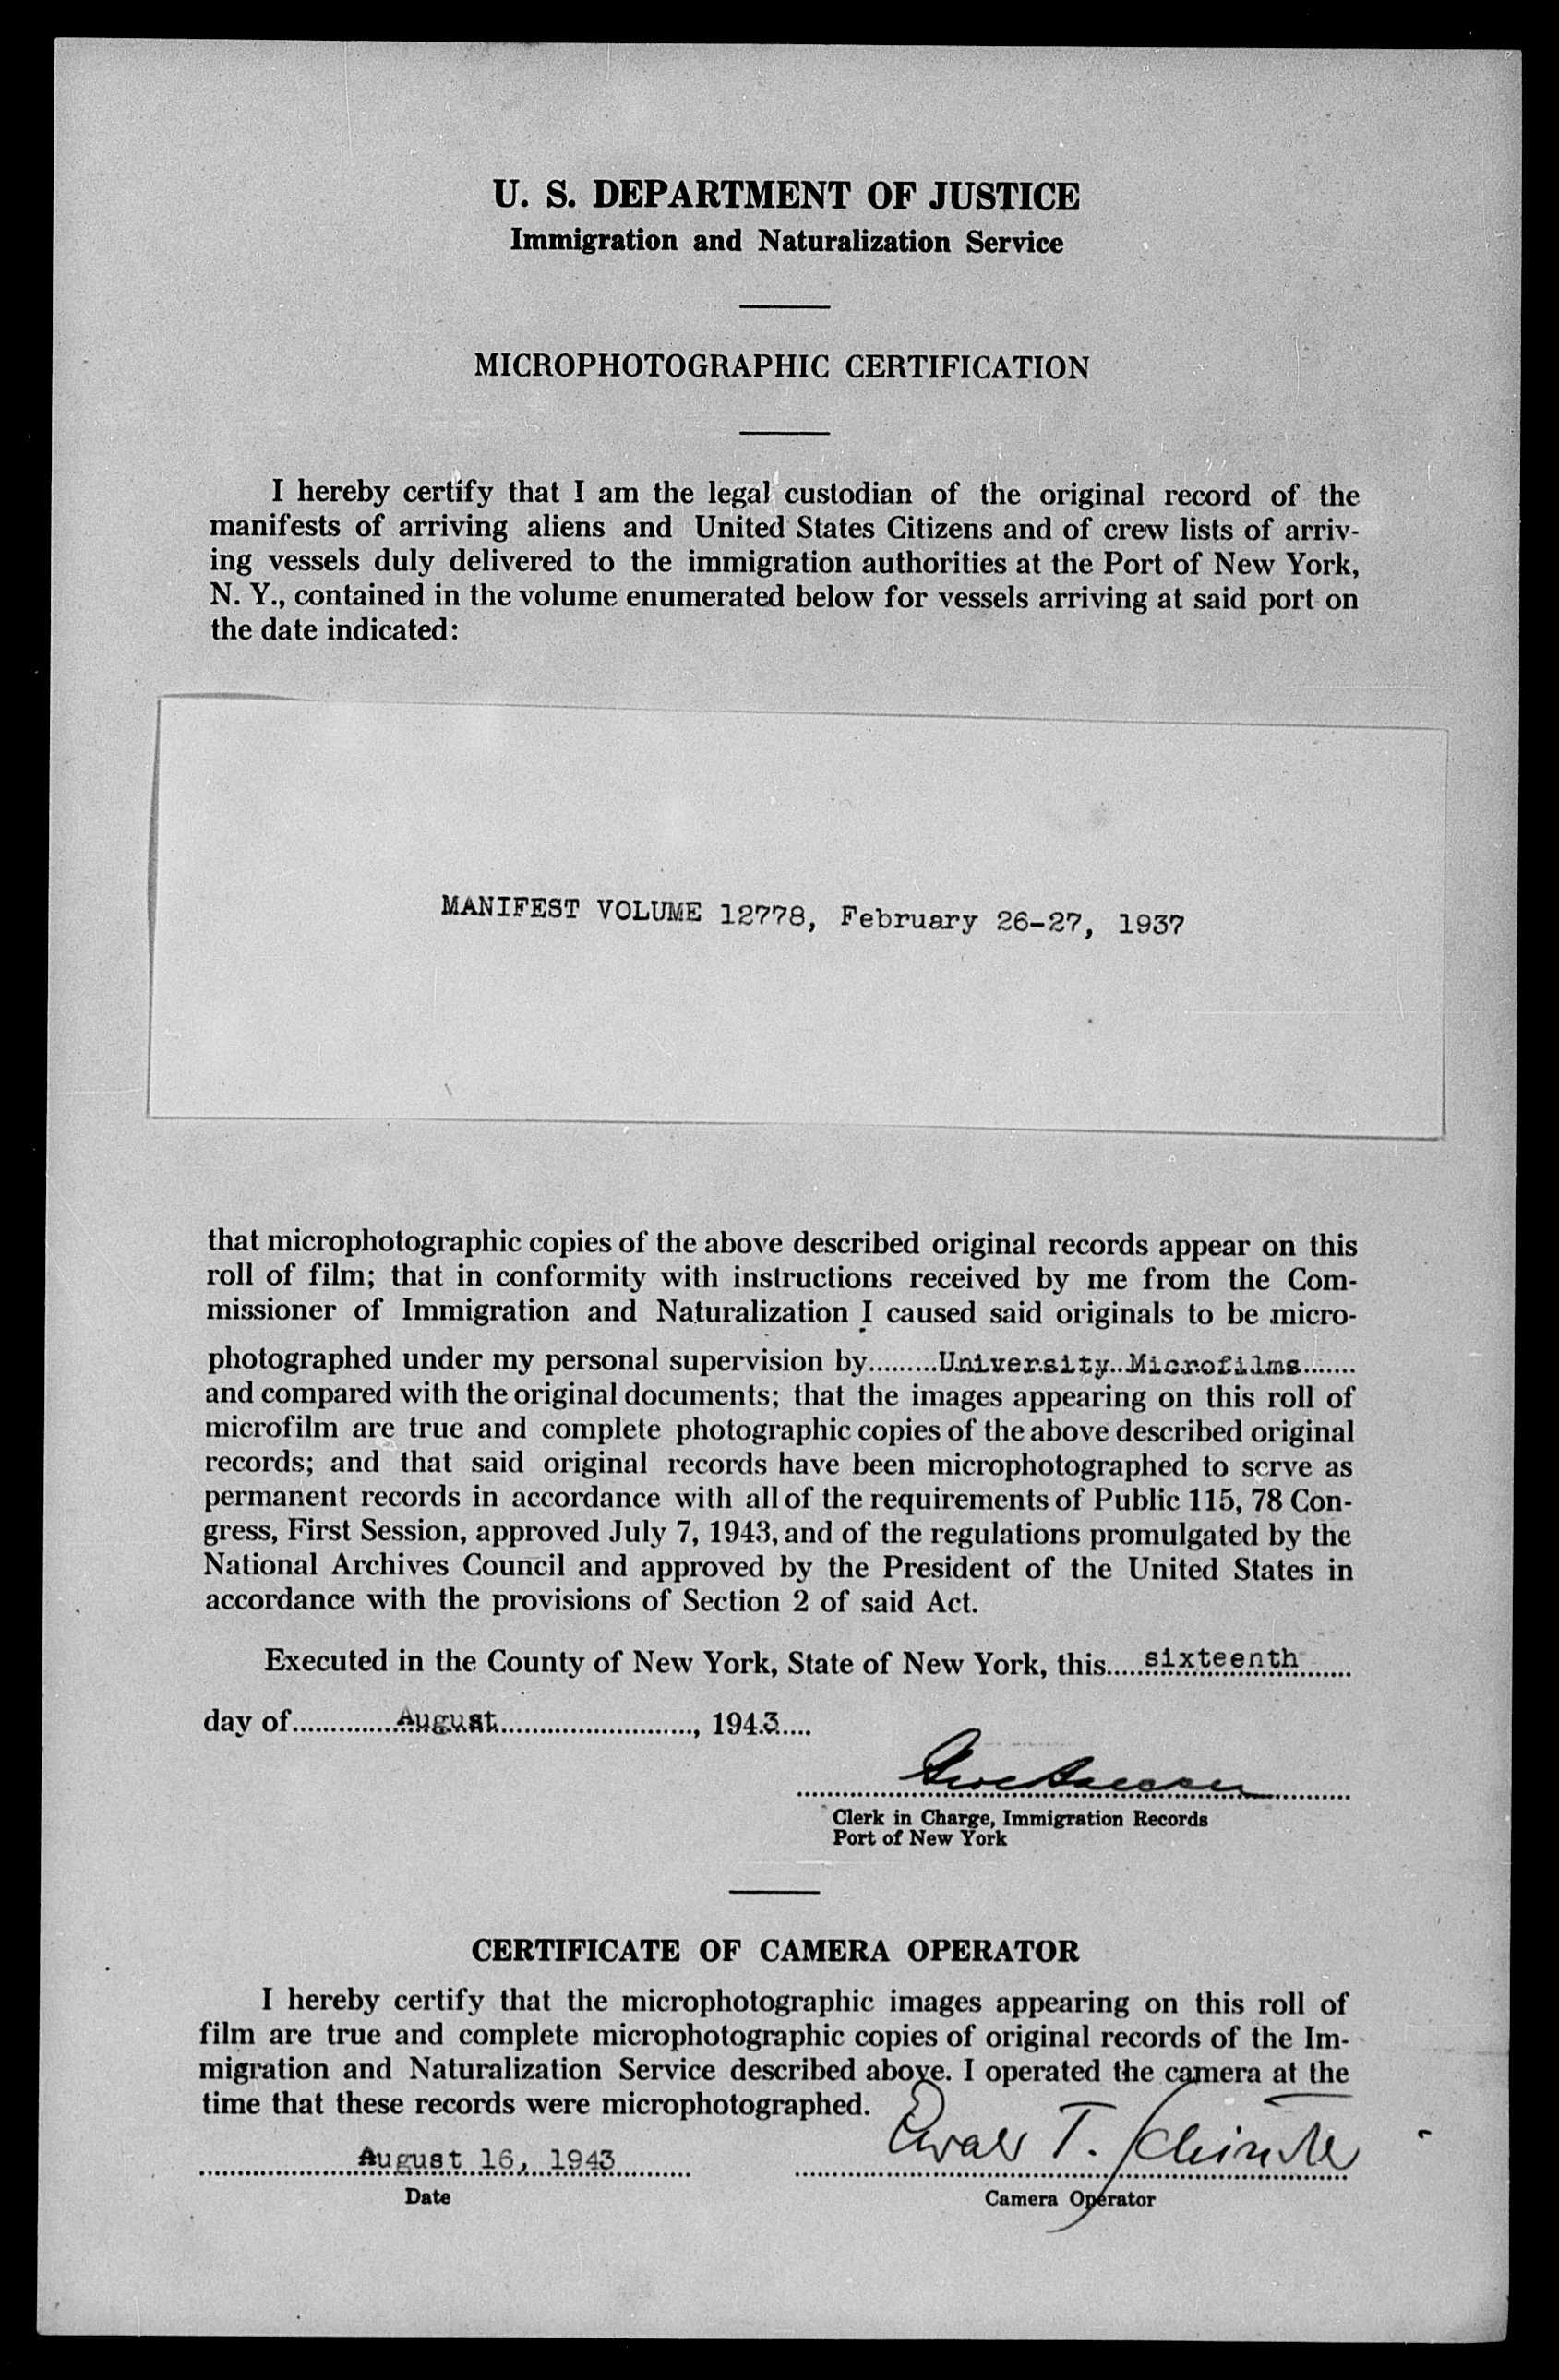 U. S. DEPARTMENT OF JUSTICE
Immigration and Naturalization Service
MICROPHOTOGRAPHIC CERTIFICATION
I hereby certify that I am the legal custodian of the original record of the
manifests of arriving aliens and United States Citizens and of crew lists of arriv-
ing vessels duly delivered to the immigration authorities at the Port of New York,
N. Y., contained in the volume enumerated below for vessels arriving at said port on
the date indicated:
MANIFEST VOLUME 12778, February 26-27, 1937
that microphotographic copies of the above described original records appear on this
roll of film; that in conformity with instructions received by me from the Com-
missioner of Immigration and Naturalization I caused said originals to be micro-
photographed under my personal supervision by University Microfilms
and compared with the original documents; that the images appearing on this roll of
microfilm are true and complete photographic copies of the above described original
records; and that said original records have been microphotographed to serve as
permanent records in accordance with all of the requirements of Public 115, 78 Con-
gress, First Session, approved July 7, 1943, and of the regulations promulgated by the
National Archives Council and approved by the President of the United States in
accordance with the provisions of Section 2 of said Act.
Executed in the County of New York, State of New York, this sixteenth
day of August, 1943
Clerk in Charge, Immigration Records
Port of New York
CERTIFICATE OF CAMERA OPERATOR
I hereby certify that the microphotographic images appearing on this roll of
film are true and complete microphotographic copies of original records of the Im-
migration and Naturalization Service described above. I operated the camera at the
time that these records were microphotographed.
August 16, 1943
T.
Date
Camera Operator